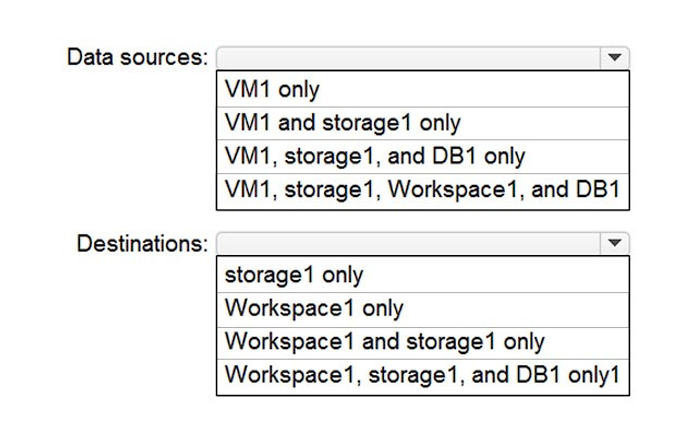 Data sources:
VM1 only
VM1 and storage1 only
VM1, storage1, and DB1 only
VM1, storage1, Workspace1, and DB1
Destinations:
storage1 only
Workspace1 only
Workspace1 and storage1 only
Workspace1, storage1, and DB1 only1